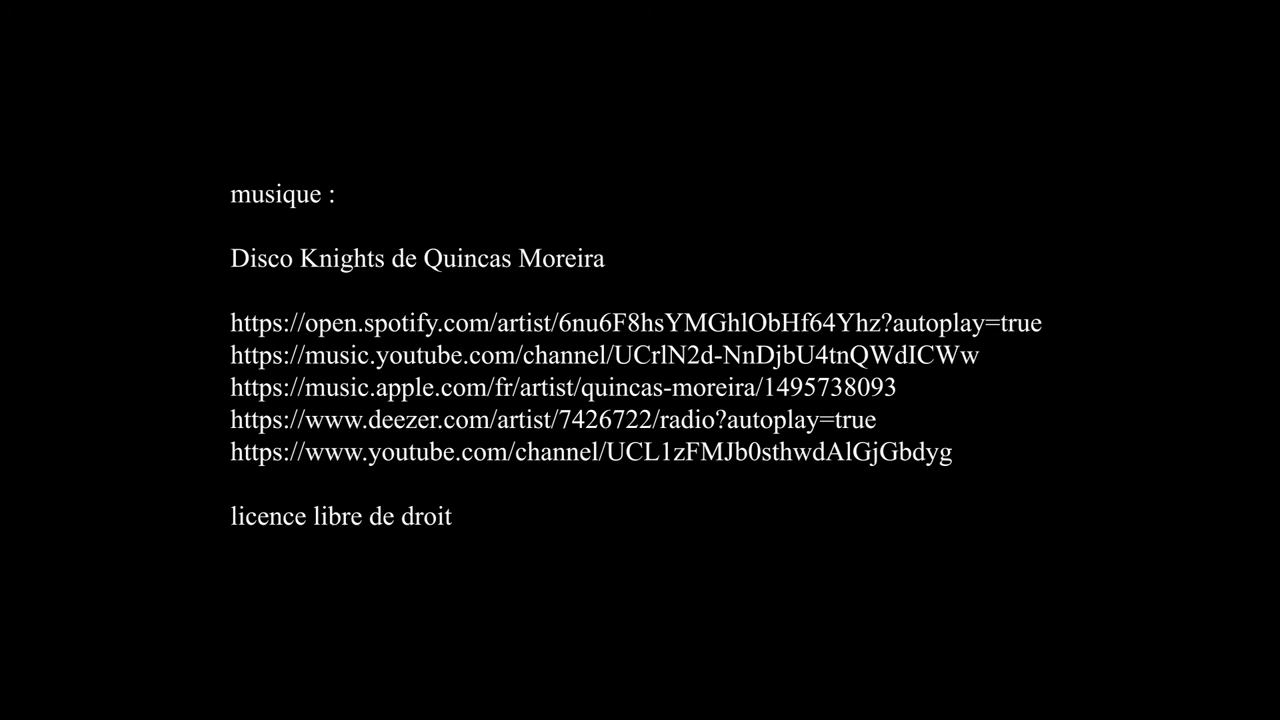 musique :
Disco Knights de Quincas Moreira
https://open.spotify.com/artist/6nu6F8hsYMGhlObHf64Yhz?autoplay=true
https://music.youtube.com/channel/UCrlN2d-NnDjbU4tnQWdICWw
https://music.apple.com/fr/artist/quincas-moreira/1495738093
https://www.deezer.com/artist/7426722/radio?autoplay=true
https://www.youtube.com/channel/UCL1zFMJb0sthwdAlGjGbdyg
licence libre de droit